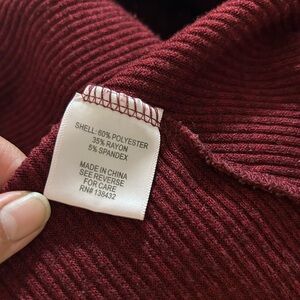 SHELL: 60% POLYESTER
35% RAYON
5% SPANDEX
MADE IN CHINA
SEE REVERSE
FOR CARE
RN# 138432